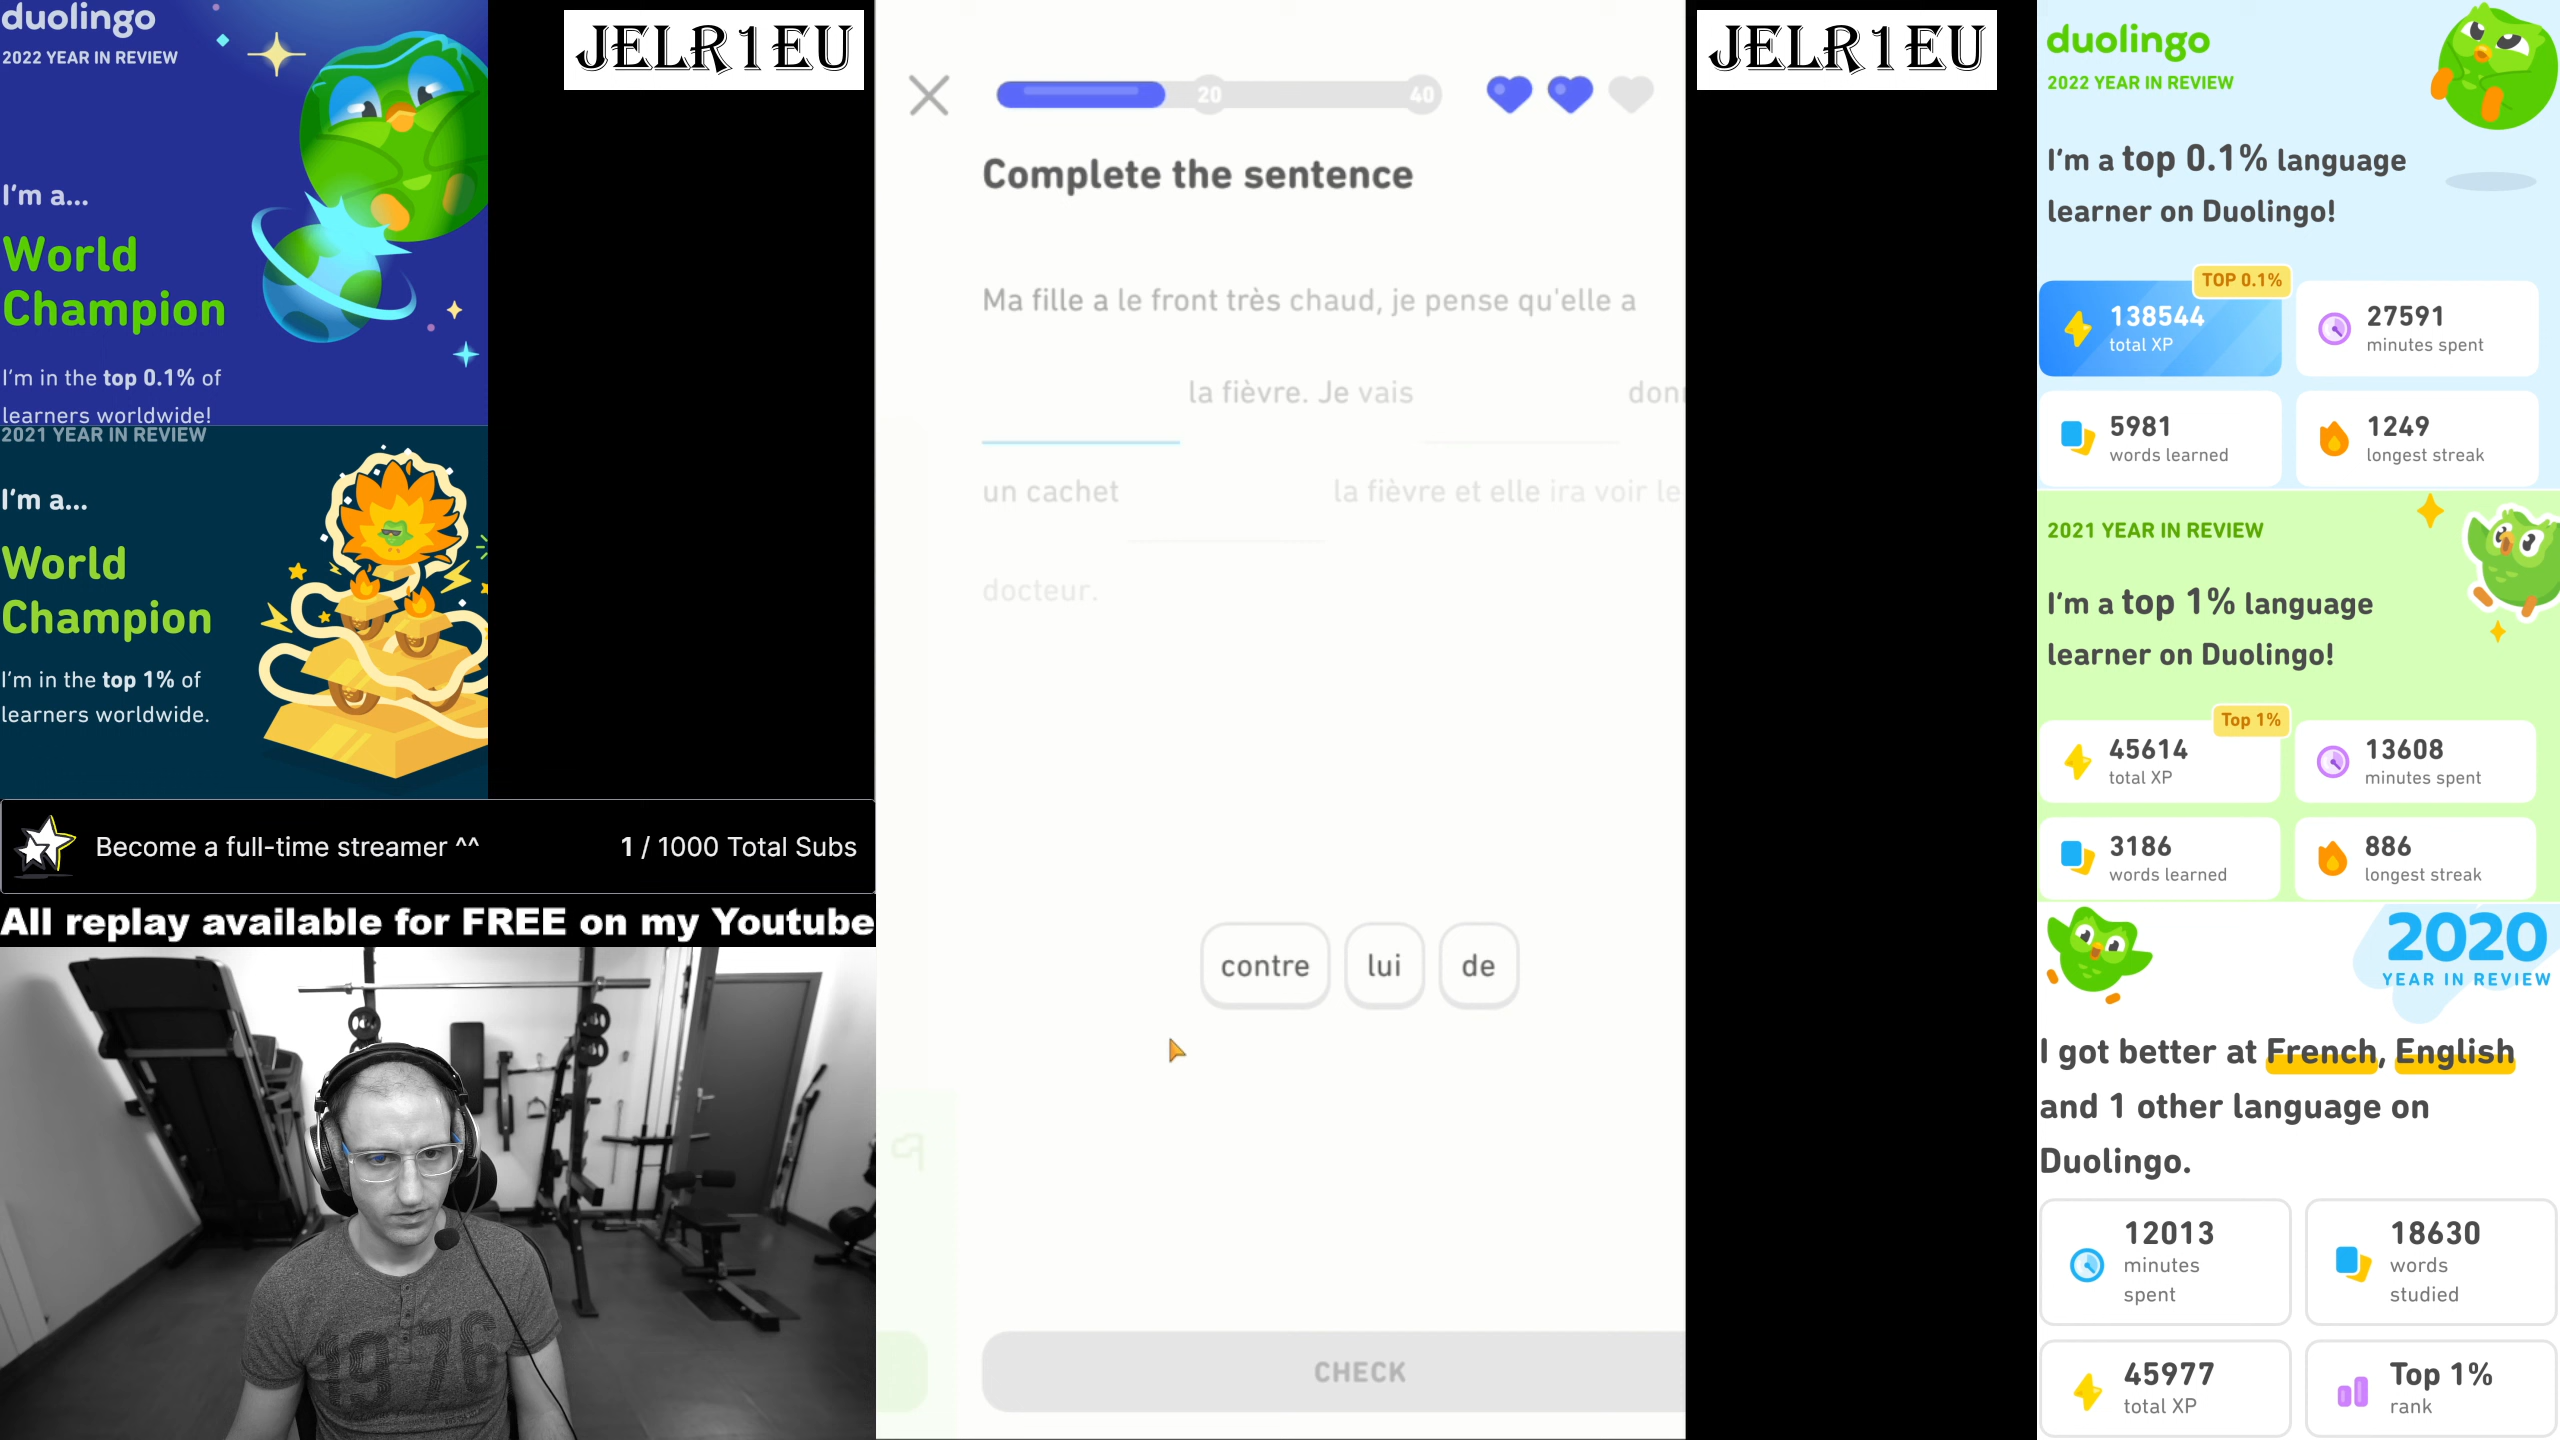 duolingo
2022 YEAR IN REVIEW
I'm a...
World
Champion
I'm in the top 0.1% of
learners worldwide!
2021 YEAR IN REVIEW
I'm a...
World
Champion
I'm in the top 1% of
learners worldwide.
Become a full-time streamer ^^ 1 / 1000 Total Subs
All replay available for FREE on my Youtube
1976
JELR1EU
20 40
Complete the sentence
Ma fille a le front très chaud, je pense qu'elle a
la fièvre. Je vais
un cachet la fièvre et elle ira voir le
docteur.
contre lui de
CHECK
JELR1EU
duolingo
2022 YEAR IN REVIEW
I'm a top 0.1% language
learner on Duolingo!
TOP 0.1%
138544 27591
total XP minutes spent
5981 1249
words learned longest streak
2021 YEAR IN REVIEW
I'm a top 1% language
learner on Duolingo!
Top 1%
45614 13608
total XP minutes spent
3186 886
words learned longest streak
2020
YEAR IN REVIEW
I got better at French, English
and 1 other language on
Duolingo.
12013 18630
minutes words
spent studied
45977 Top 1%
total XP rank